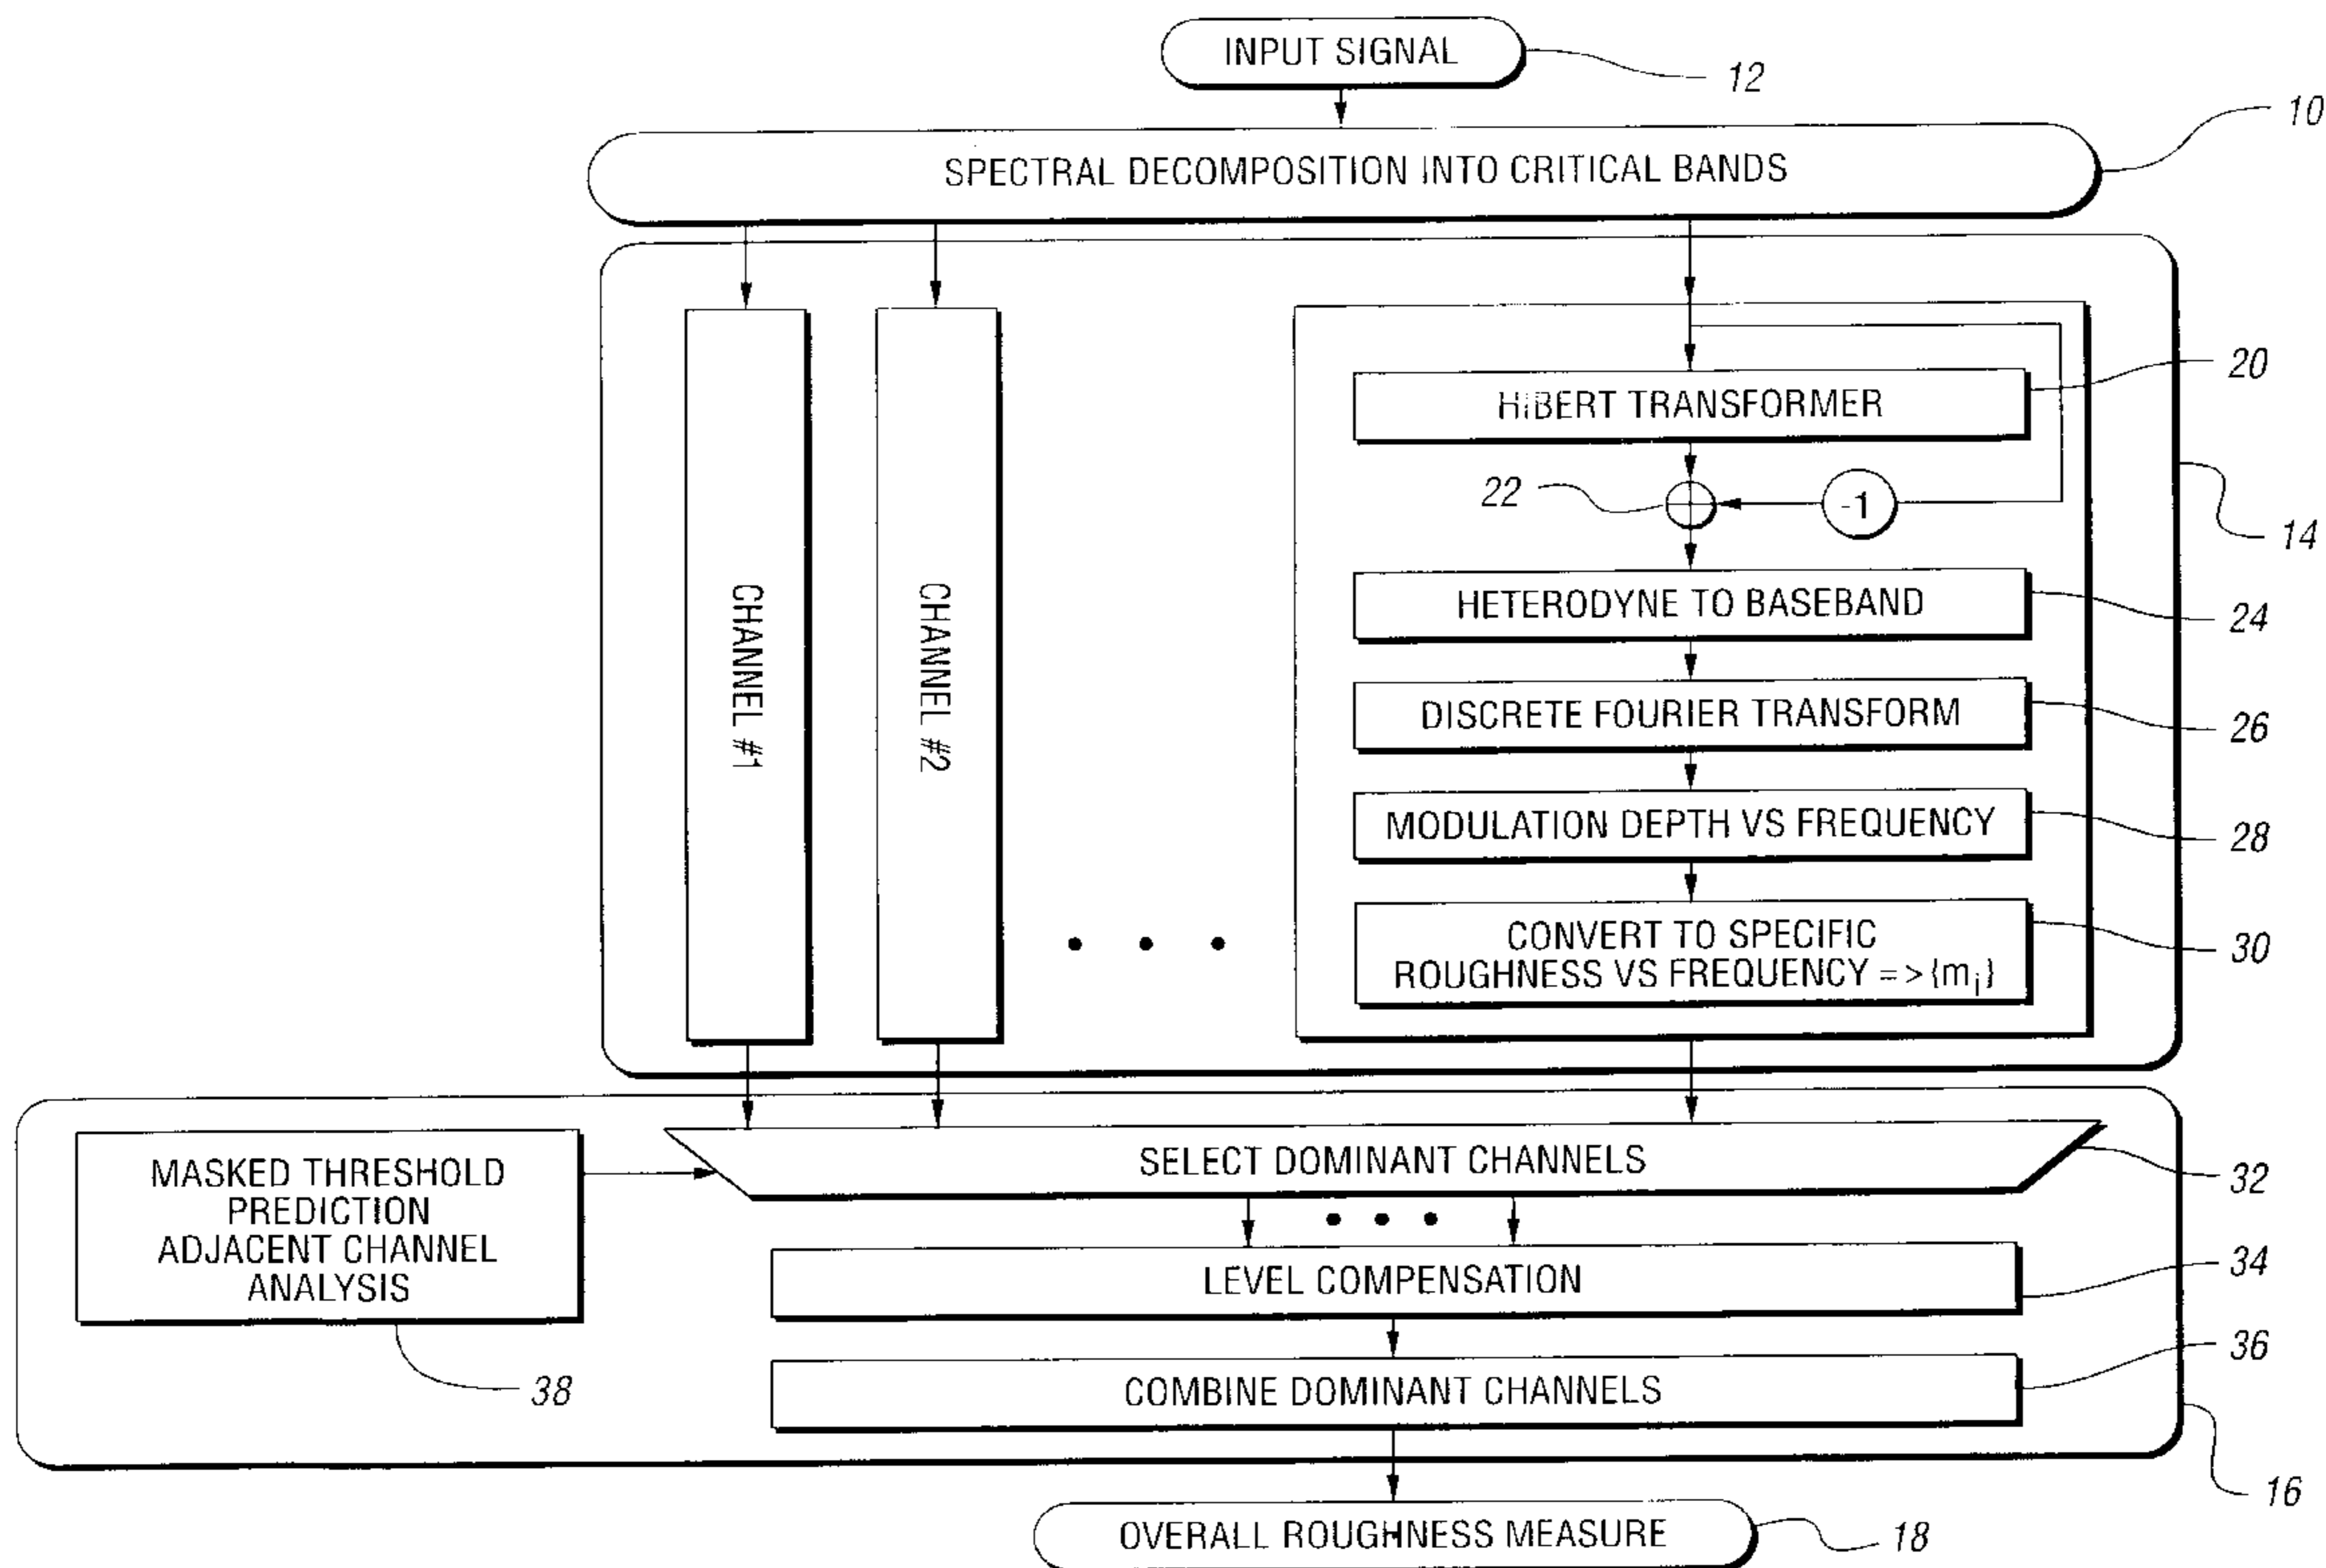 INPUT SIGNAL
12
10
SPECTRAL DECOMPOSITION INTO CRITICAL BANDS
CHANNEL #1
CHANNEL #2
HIBERT TRANSFORMER
20
22
-1
14
HETERODYNE TO BASEBAND
24
DISCRETE FOURIER TRANSFORM
26
MODULATION DEPTH VS FREQUENCY
28
CONVERT TO SPECIFIC
ROUGHNESS VS FREQUENCY =>{mi}
30
MASKED THRESHOLD
PREDICTION
ADJACENT CHANNEL
ANALYSIS
38
SELECT DOMINANT CHANNELS
32
LEVEL COMPENSATION
34
COMBINE DOMINANT CHANNELS
36
16
OVERALL ROUGHNESS MEASURE
18